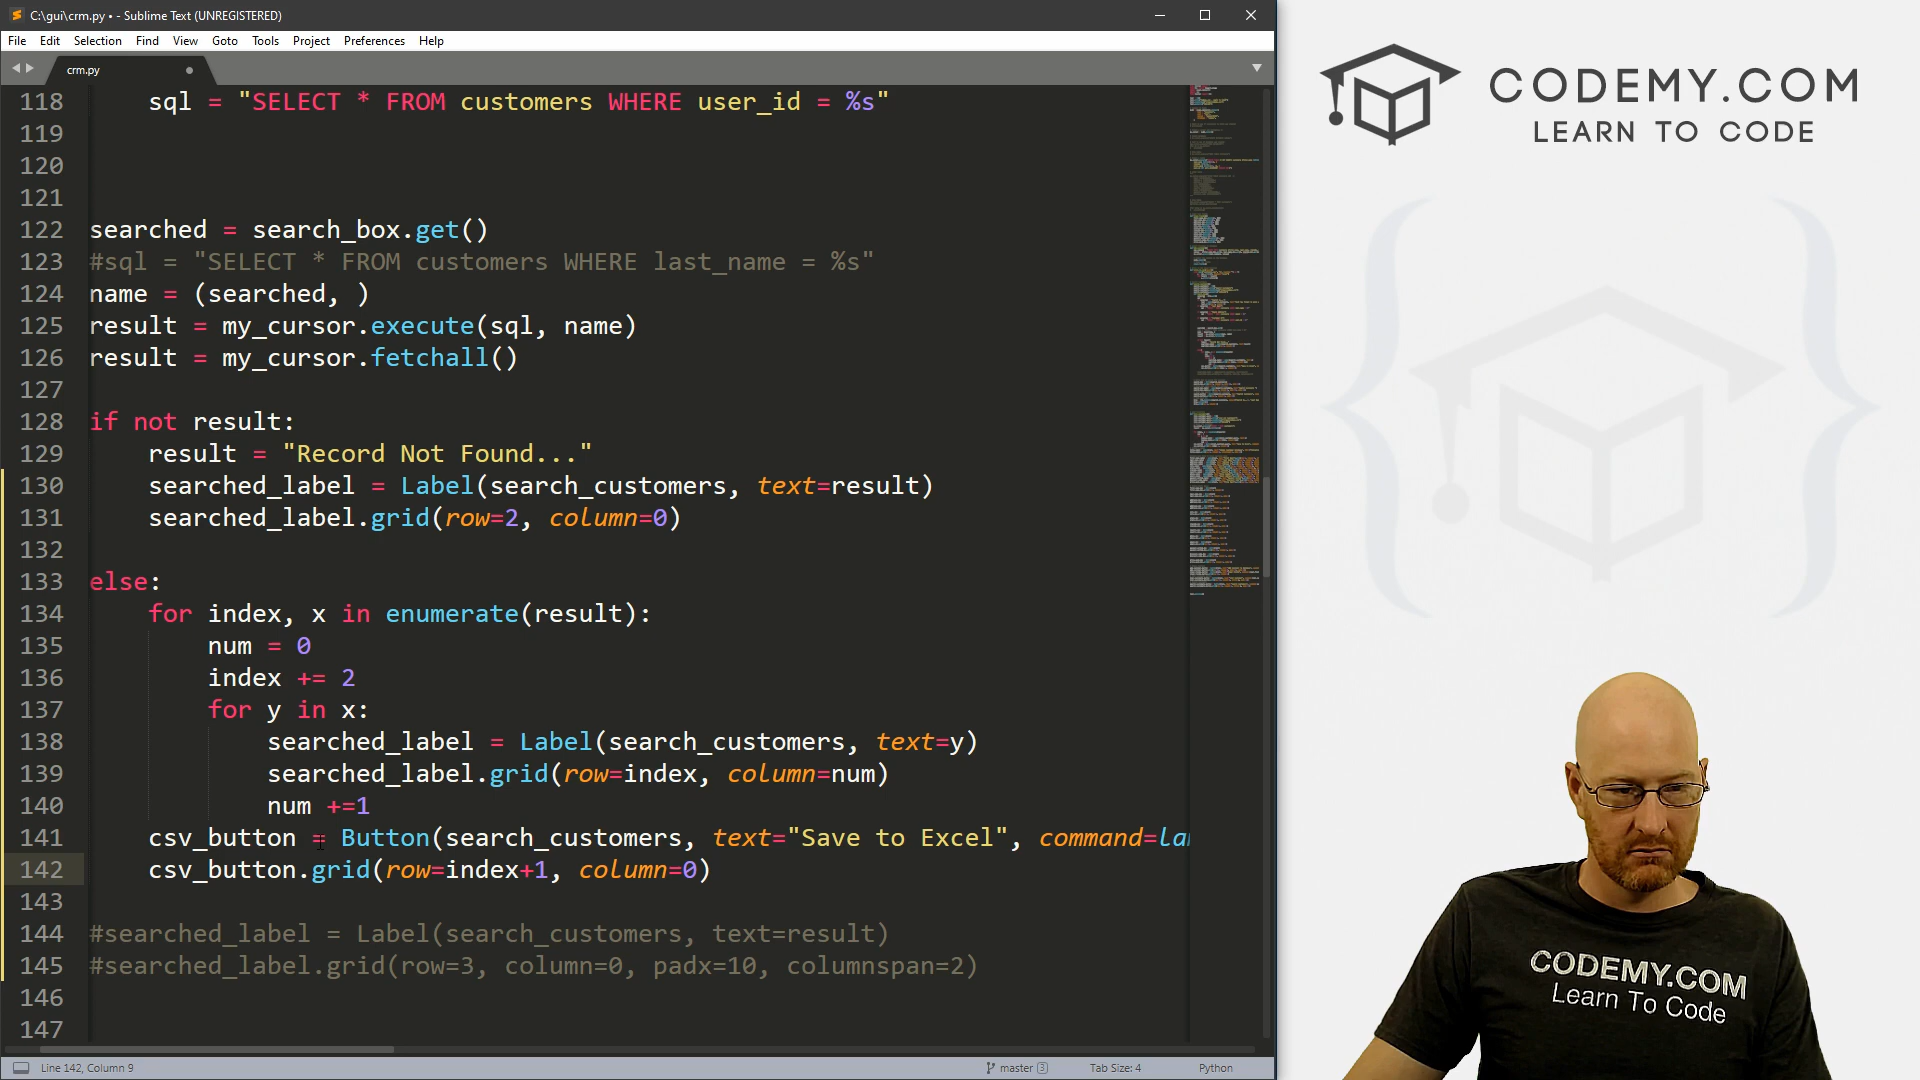 C:\gui\crm.py • - Sublime Text (UNREGISTERED)
File Edit Selection Find View Goto Tools Project Preferences Help
crm.py
118 sql = "SELECT * FROM customers WHERE user_id = %s"
119
120
121
122 searched = search_box.get()
123 #sql = "SELECT * FROM customers WHERE last_name = %s"
124 name = (searched, )
125 result = my_cursor.execute(sql, name)
126 result = my_cursor.fetchall()
127
128 if not result:
129 result = "Record Not Found..."
130 searched_label = Label(search_customers, text=result)
131 searched_label.grid(row=2, column=0)
132
133 else:
134 for index, x in enumerate(result):
135 num = 0
136 index += 2
137 for y in x:
138 searched_label = Label(search_customers, text=y)
139 searched_label.grid(row=index, column=num)
140 num +=1
141 csv_button = Button(search_customers, text="Save to Excel", command=la
142 csv_button.grid(row=index+1, column=0)
143
144 #searched_label = Label(search_customers, text=result)
145 #searched_label.grid(row=3, column=0, padx=10, columnspan=2)
146
147
Line 142, Column 9
master 3
Tab Size: 4
Python
CODEMY.COM
LEARN TO CODE
CODEMY.COM
Learn To Code